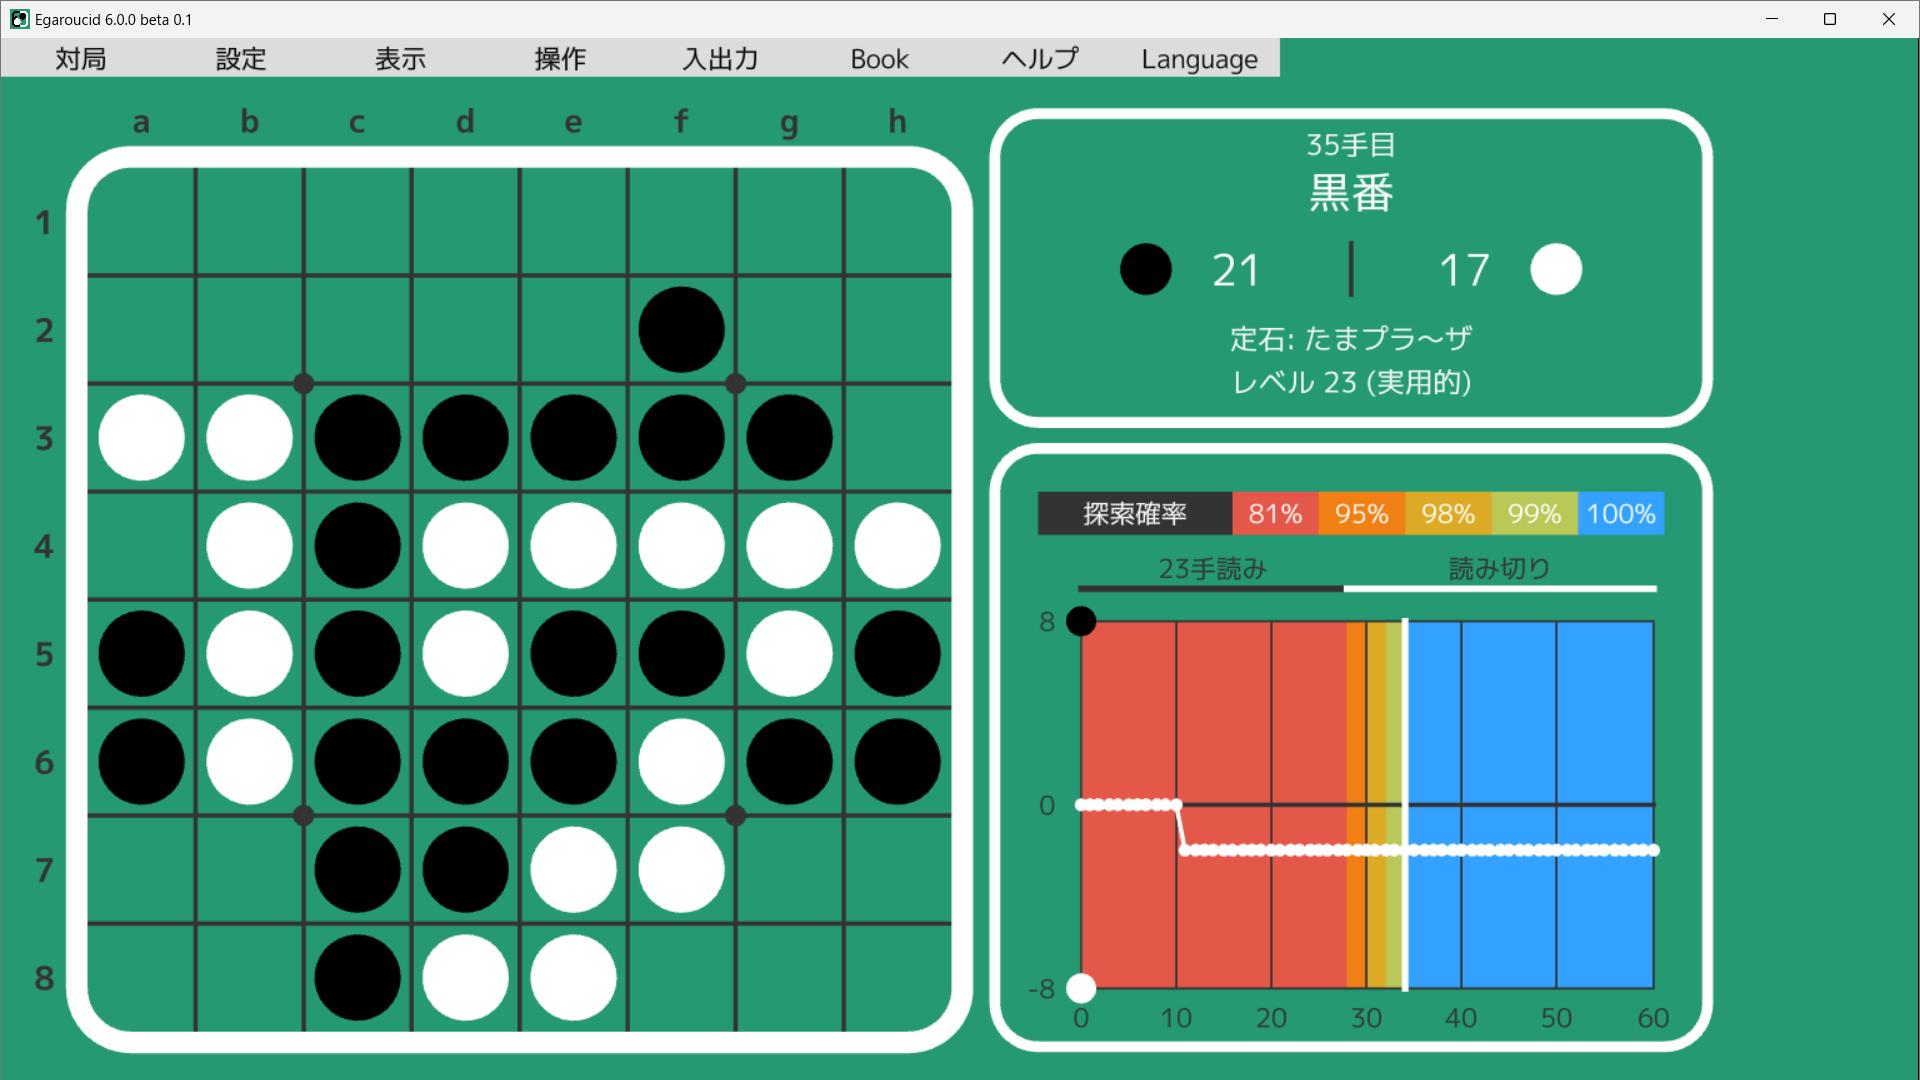 Egaroucid 6.0.0 beta 0.1
対局 設定 表示 操作 入出力 Book ヘルプ Language
a b c d e f g h
1
2
3
4
5
6
7
8
35手目
黒番
21 17
定石: たまプラ～ザ
レベル 23 (実用的)
探索確率 81% 95% 98% 99% 100%
23手読み 読み切り
8
0
-8
0 10 20 30 40 50 60